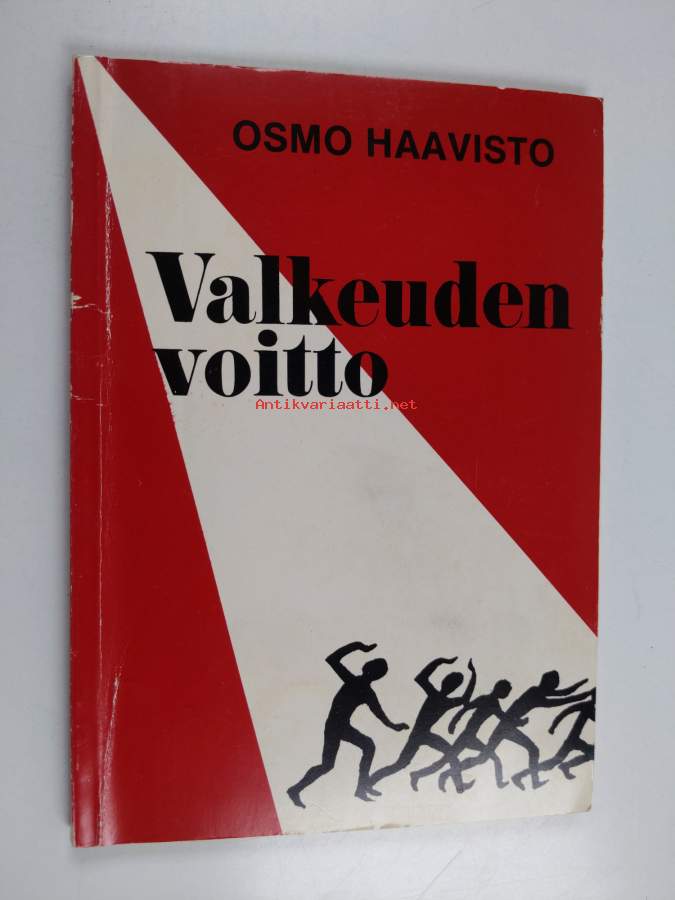 OSMO HAAVISTO
Valkeuden
voitto
Antikvariaatti.net